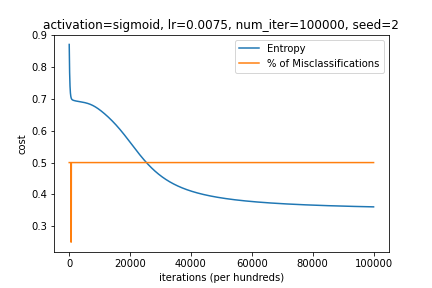 activation=sigmoid, lr=0.0075, num_iter=100000, seed=2
Entropy
% of Misclassifications
0.9
0.8
0.7
0.6
0.5
0.4
0.3
cost
0 20000 40000 60000 80000 100000
iterations (per hundreds)